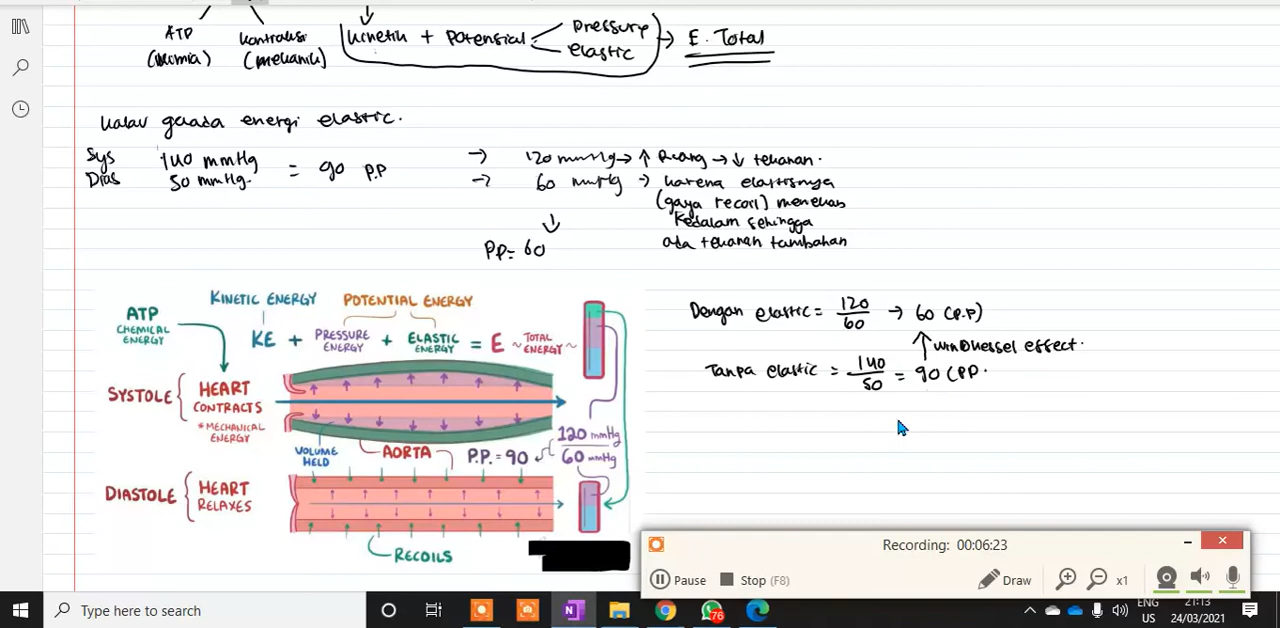 ATP kontraksi kinetik + Potensial Pressure → E. Total
(kimia) (mekanik) elastic
kalau gaada energi elastic.
Sys 140 mmHg = 90 P.P → 120 mmHg → ↑ Ruang → ↓ tekanan.
Dias 50 mmHg. → 60 mmHg → karena elastisnya
(gaya recoil) menekan
Kedalam sehingga
ada tekanan tambahan
PP = 60
Dengan elastic = 120/60 → 60 (P.P)
windkessel effect.
Tanpa elastic = 140/50 = 90 (PP.
KINETIC ENERGY POTENTIAL ENERGY
ATP
CHEMICAL
ENERGY
KE + PRESSURE ENERGY + ELASTIC ENERGY = E ~ TOTAL ENERGY ~
SYSTOLE { HEART
CONTRACTS
* MECHANICAL
ENERGY
VOLUME
HELD
AORTA
P.P. = 90
120 mmHg
60 mmHg
DIASTOLE { HEART
RELAXES
RECOILS
Recording: 00:06:23
Pause Stop (F8) Draw x1
Type here to search
76
ENG
US
21:13
24/03/2021